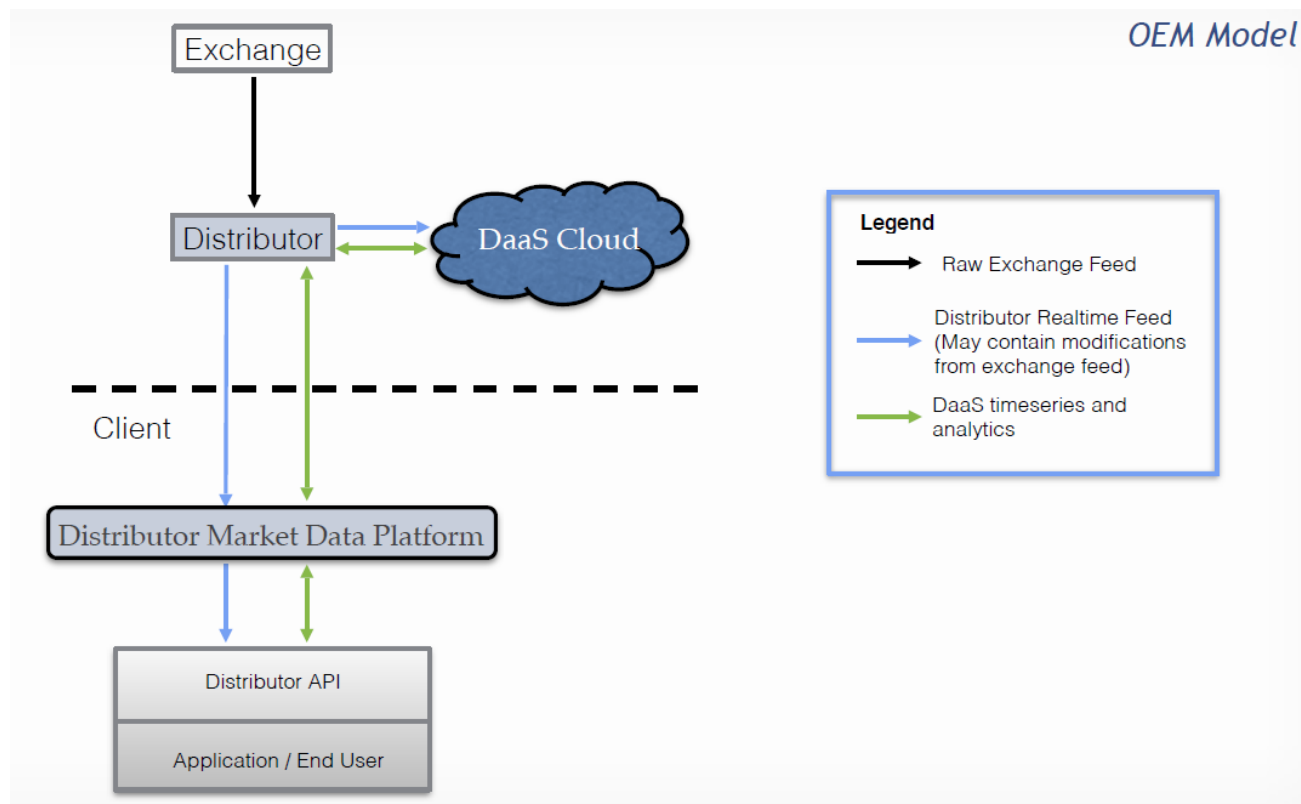 OEM Model
Exchange
Distributor
DaaS Cloud
Legend
Raw Exchange Feed
Distributor Realtime Feed
(May contain modifications
from exchange feed)
DaaS timeseries and
analytics
Client
Distributor Market Data Platform
Distributor API
Application / End User